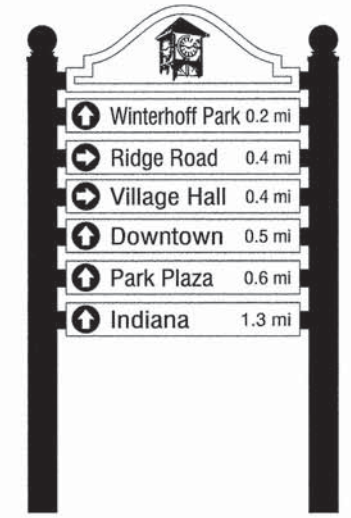 Winterhoff Park 0.2 mi
Ridge Road 0.4 mi
Village Hall 0.4 mi
Downtown 0.5 mi
Park Plaza 0.6 mi
Indiana 1.3 mi